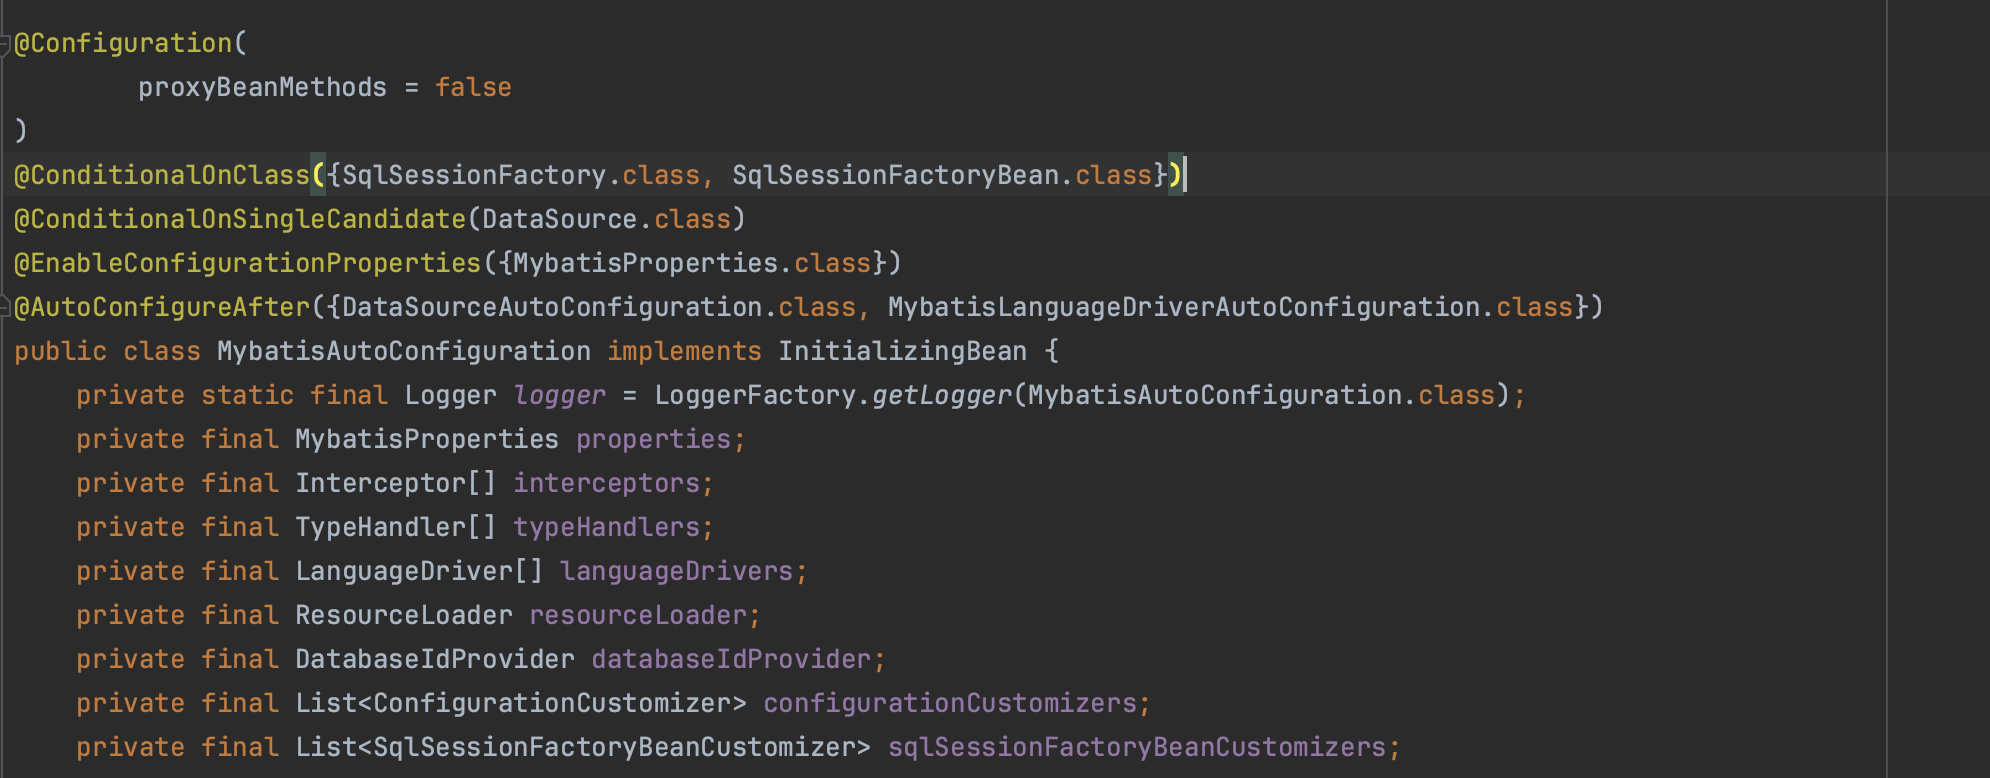 @Configuration(
        proxyBeanMethods = false
)
@ConditionalOnClass({SqlSessionFactory.class, SqlSessionFactoryBean.class})
@ConditionalOnSingleCandidate(DataSource.class)
@EnableConfigurationProperties({MybatisProperties.class})
@AutoConfigureAfter({DataSourceAutoConfiguration.class, MybatisLanguageDriverAutoConfiguration.class})
public class MybatisAutoConfiguration implements InitializingBean {
    private static final Logger logger = LoggerFactory.getLogger(MybatisAutoConfiguration.class);
    private final MybatisProperties properties;
    private final Interceptor[] interceptors;
    private final TypeHandler[] typeHandlers;
    private final LanguageDriver[] languageDrivers;
    private final ResourceLoader resourceLoader;
    private final DatabaseIdProvider databaseIdProvider;
    private final List<ConfigurationCustomizer> configurationCustomizers;
    private final List<SqlSessionFactoryBeanCustomizer> sqlSessionFactoryBeanCustomizers;